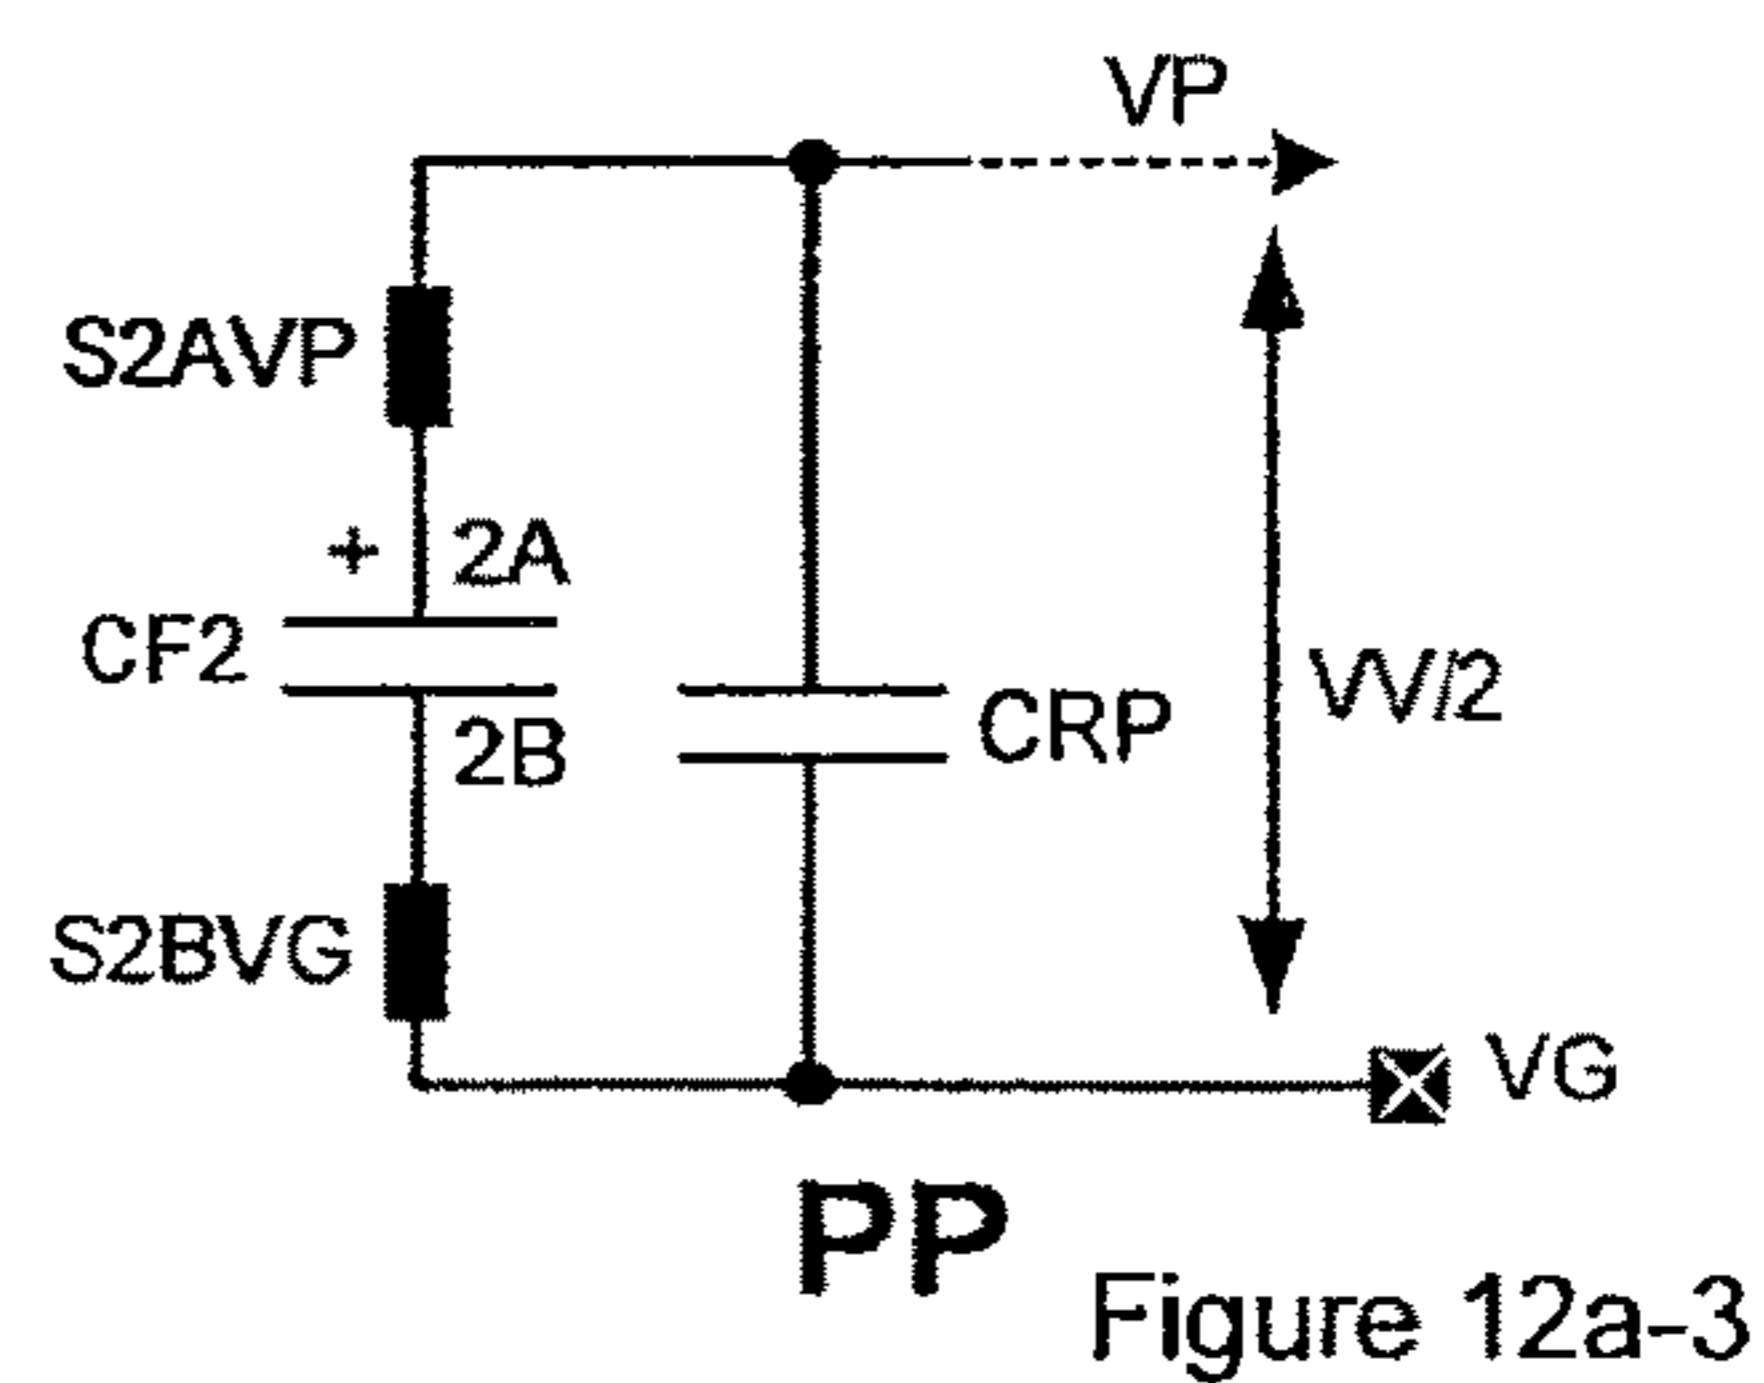 VP
S2AVP
+ 2A
CF2
2B
CRP
VV/2
S2BVG
VG
PP
Figure 12a-3